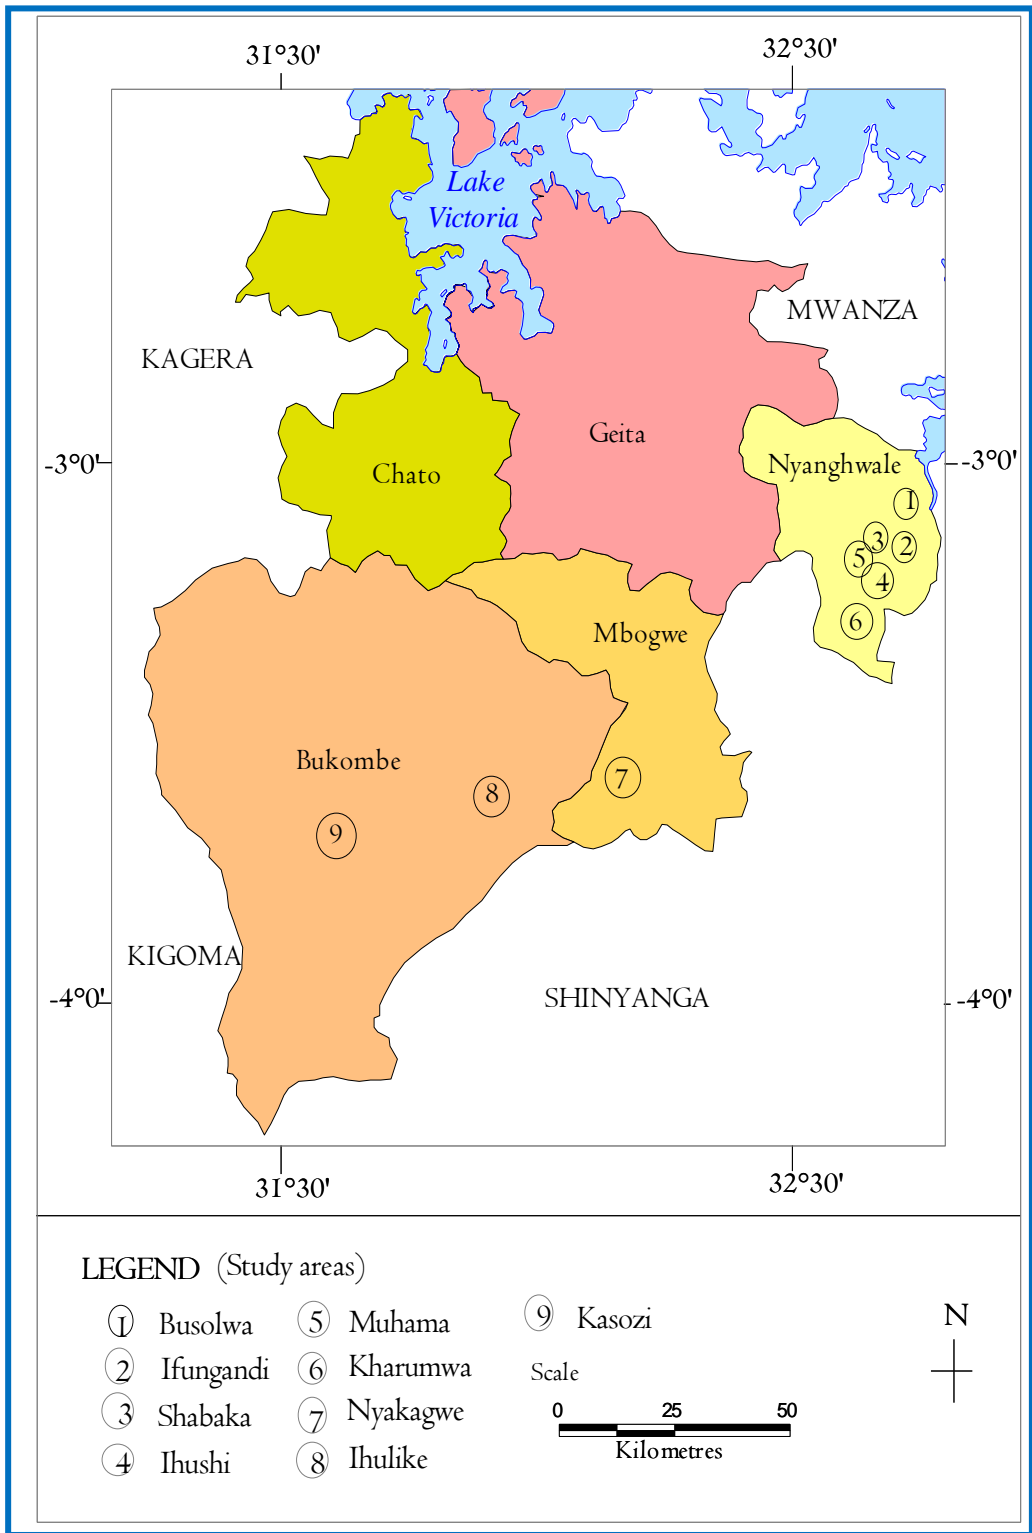 31°30'
32°30'
Lake
Victoria
MWANZA
KAGERA
Geita
-3°0'
Chato
Nyanghwale
-3°0'
1
3
2
5
4
6
Mbogwe
Bukombe
7
8
9
KIGOMA
-4°0'
SHINYANGA
-4°0'
31°30'
32°30'
LEGEND (Study areas)
1 Busolwa
2 Ifungandi
3 Shabaka
4 Ihushi
5 Muhama
6 Kharumwa
7 Nyakagwe
8 Ihulike
9 Kasozi
Scale
0 25 50
Kilometres
N